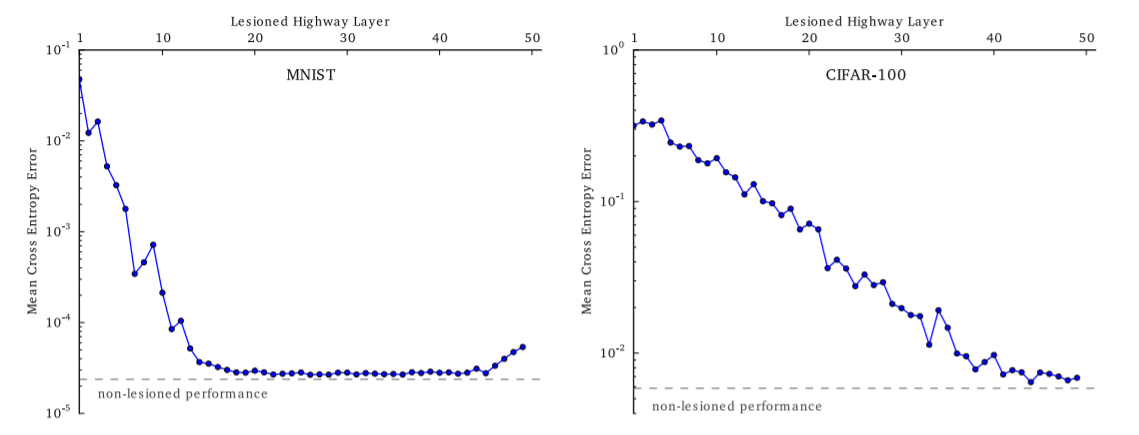 Lesioned Highway Layer
1 10 20 30 40 50
MNIST
Mean Cross Entropy Error
10^-1
10^-2
10^-3
10^-4
10^-5
non-lesioned performance
Lesioned Highway Layer
1 10 20 30 40 50
CIFAR-100
Mean Cross Entropy Error
10^0
10^-1
10^-2
non-lesioned performance